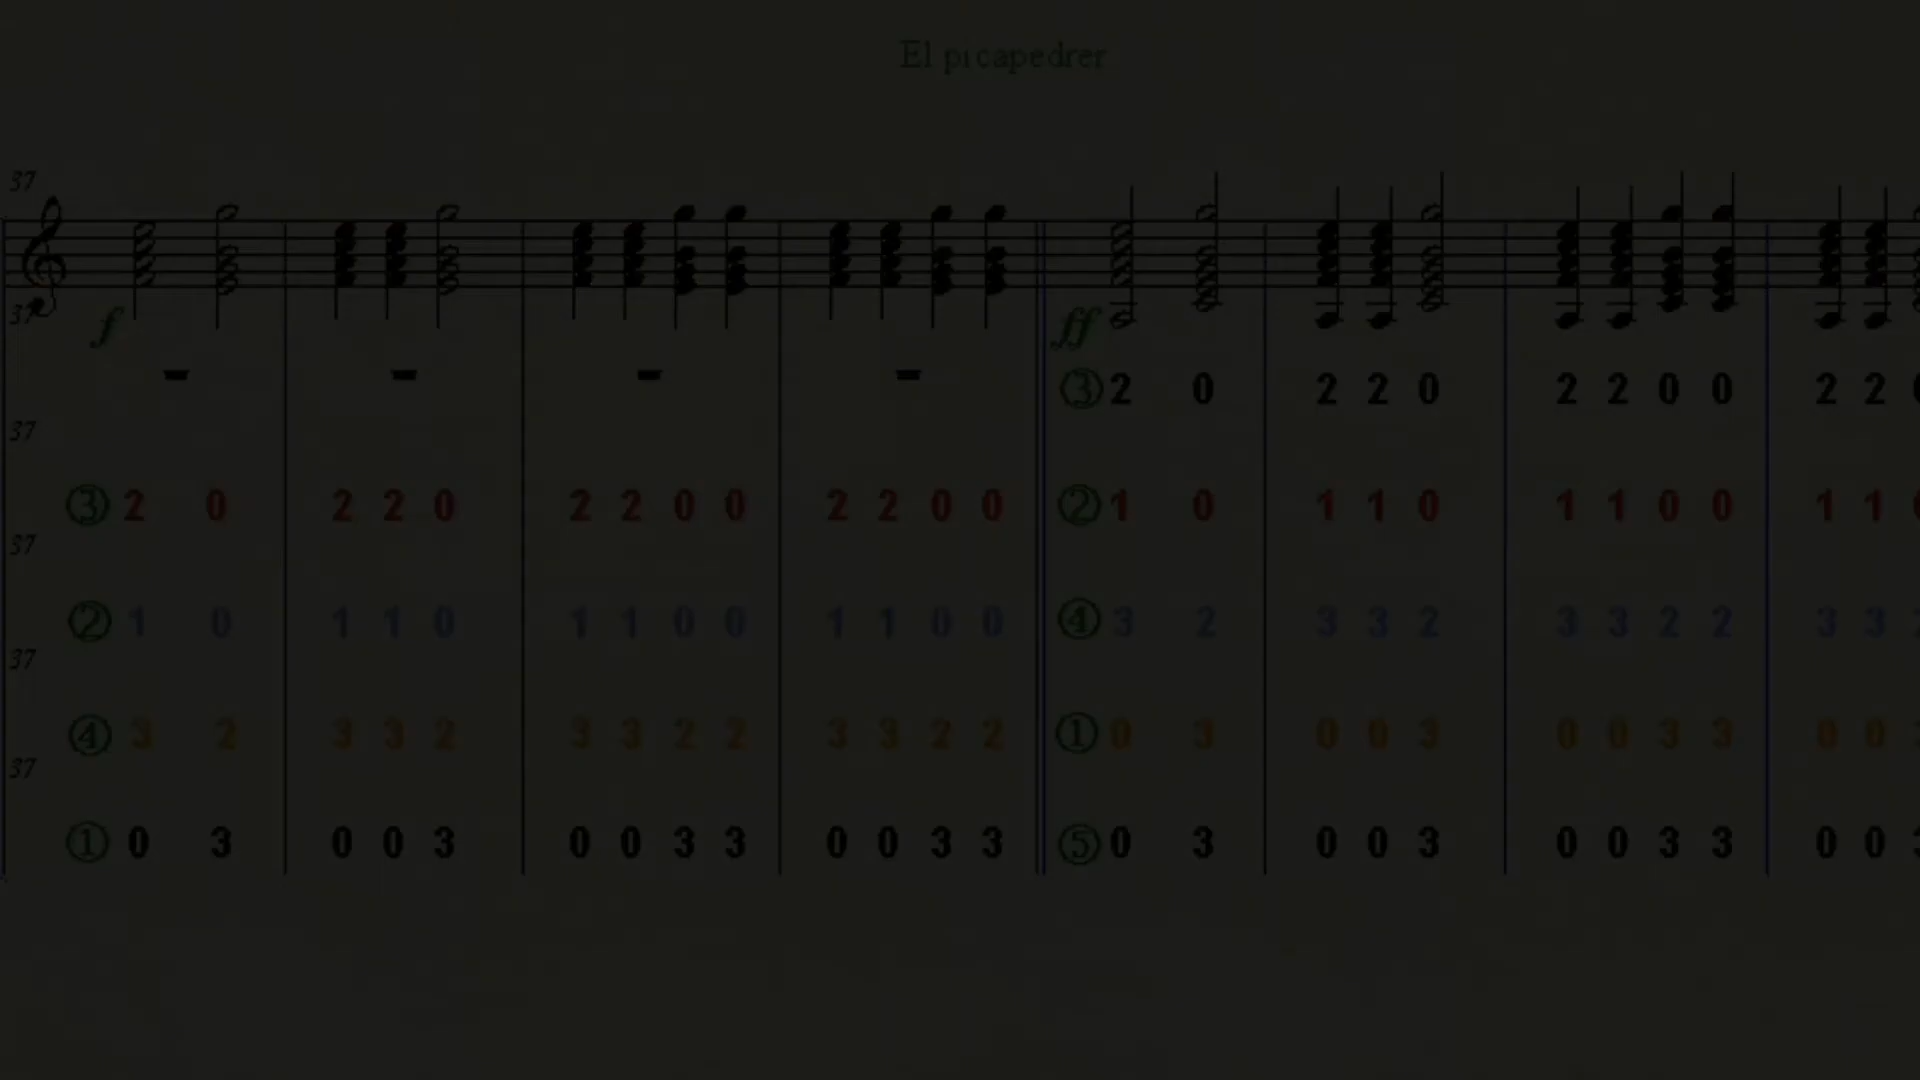 El picapedrer
37
37
f
ff
③ 2 0 2 2 0 2 2 0 0 2 2
37
③ 2 0 2 2 0 2 2 0 0 2 2 0 0 ② 1 0 1 1 0 1 1 0 0 1 1
37
② 1 0 1 1 0 1 1 0 0 1 1 0 0 ④ 3 2 3 3 2 3 3 2 2 3 3
37
④ 3 2 3 3 2 3 3 2 2 3 3 2 2 ① 0 3 0 0 3 0 0 3 3 0 0
37
① 0 3 0 0 3 0 0 3 3 0 0 3 3 ⑤ 0 3 0 0 3 0 0 3 3 0 0